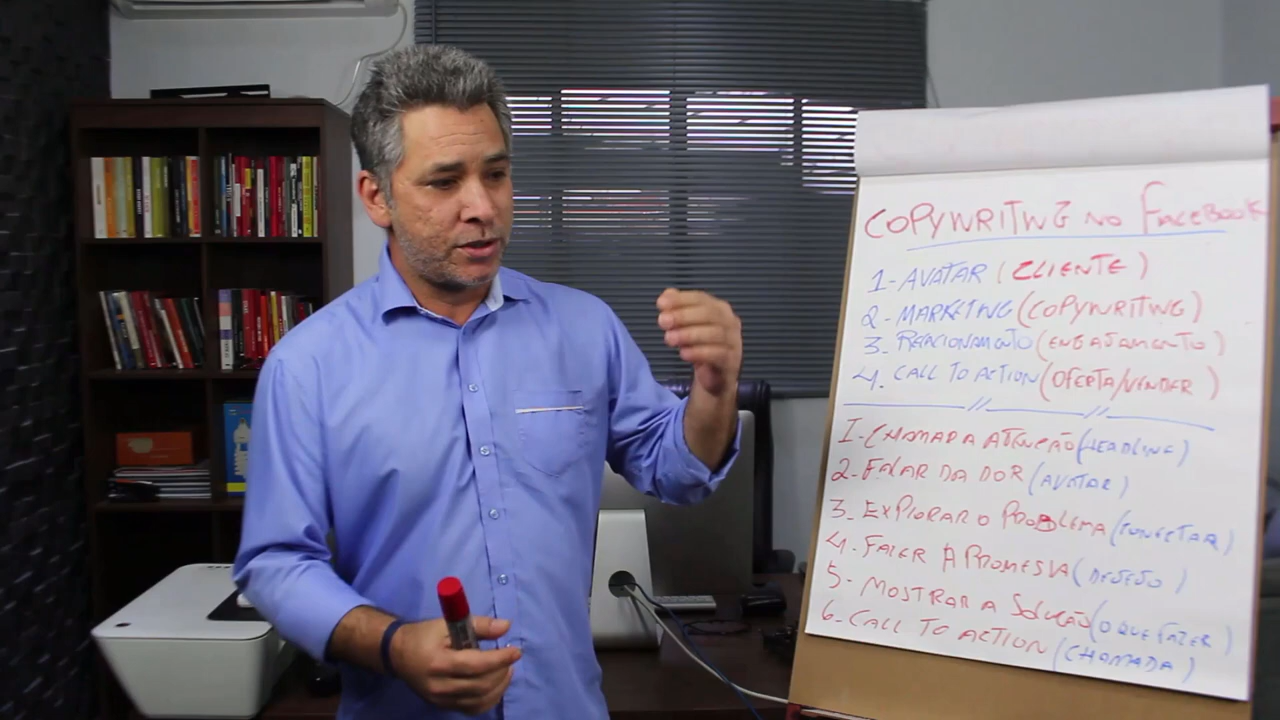 COPYWRITING NO FACEBOOK
1- AVATAR (CLIENTE)
2- MARKETING (COPYWRITING)
3. RELACIONAMENTO (ENGAJAMENTO)
4. CALL TO ACTION (OFERTA/VENDER)
1- CHAMAD A ATENÇÃO (HEADLINE)
2- FALAR DA DOR (AVATAR)
3- EXPLORAR O PROBLEMA
4. FAZER A PROMESSA (DESEJO)
5- MOSTRAR A SOLUÇÃO (O QUE FAZER)
6- CALL TO ACTION (CHAMADA)